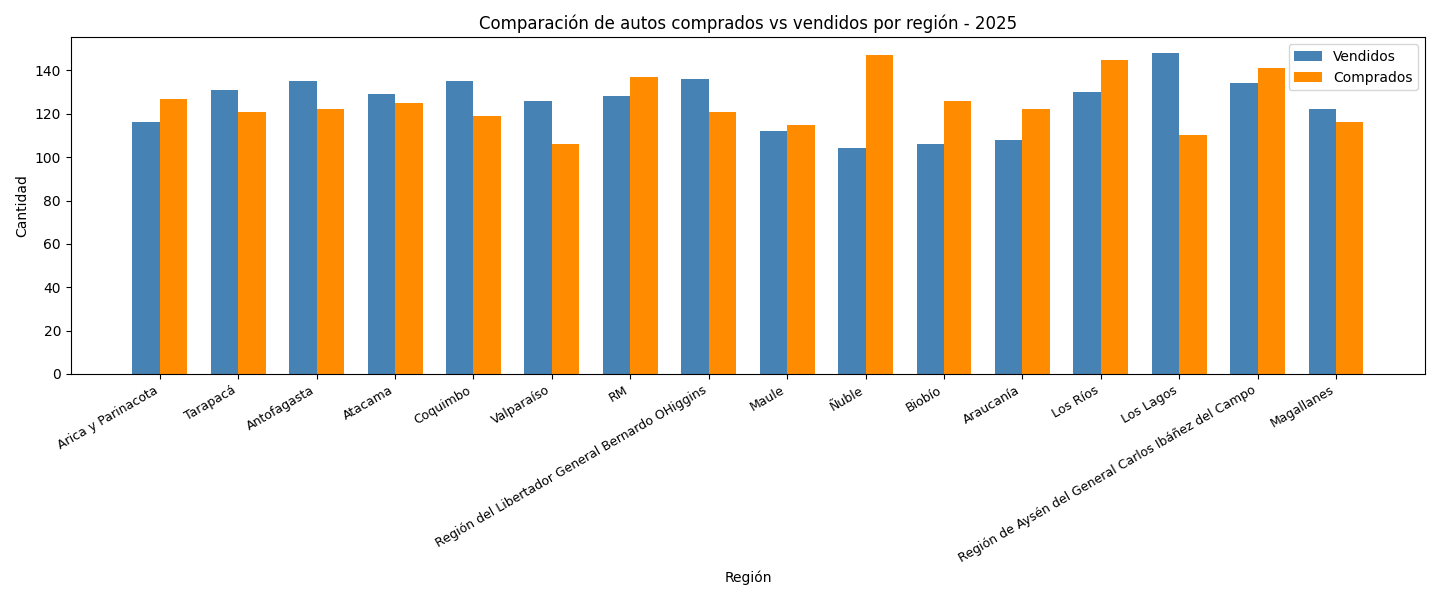 Comparación de autos comprados vs vendidos por región - 2025
Vendidos
Comprados
Cantidad
140
120
100
80
60
40
20
0
Arica y Parinacota
Tarapacá
Antofagasta
Atacama
Coquimbo
Valparaíso
RM
Región del Libertador General Bernardo OHiggins
Maule
Ñuble
Biobío
Araucanía
Los Ríos
Los Lagos
Región de Aysén del General Carlos Ibáñez del Campo
Magallanes
Región